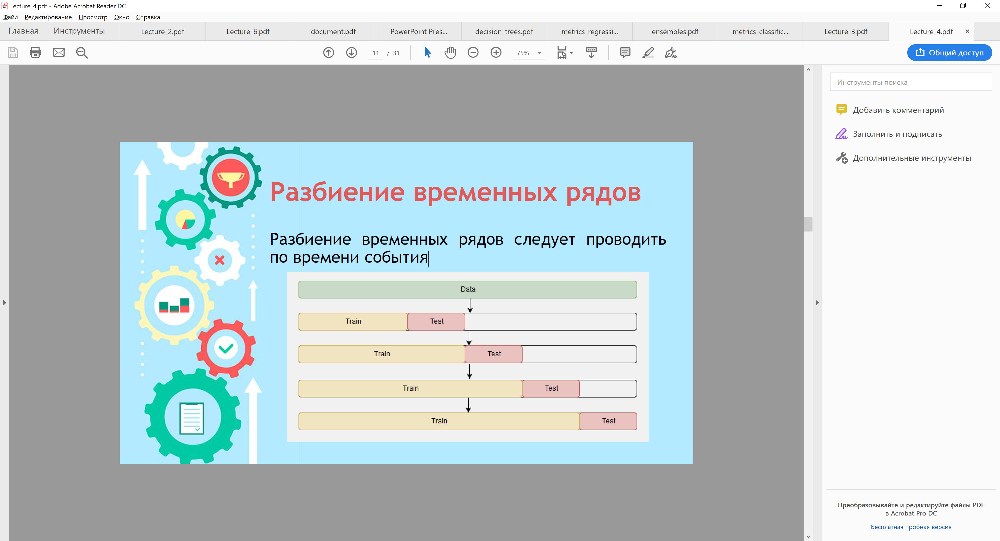 Lecture_4.pdf - Adobe Acrobat Reader DC
Файл Редактирование Просмотр Окно Справка
Главная Инструменты Lecture_2.pdf Lecture_6.pdf document.pdf PowerPoint Pres... decision_trees.pdf metrics_regressi... ensembles.pdf metrics_classific... Lecture_3.pdf Lecture_4.pdf
11 / 31 75% Общий доступ
Инструменты поиска
Добавить комментарий
Заполнить и подписать
Дополнительные инструменты
Разбиение временных рядов
Разбиение временных рядов следует проводить
по времени события
Data
Train Test
Train Test
Train Test
Train Test
Преобразовывайте и редактируйте файлы PDF
в Acrobat Pro DC
Бесплатная пробная версия